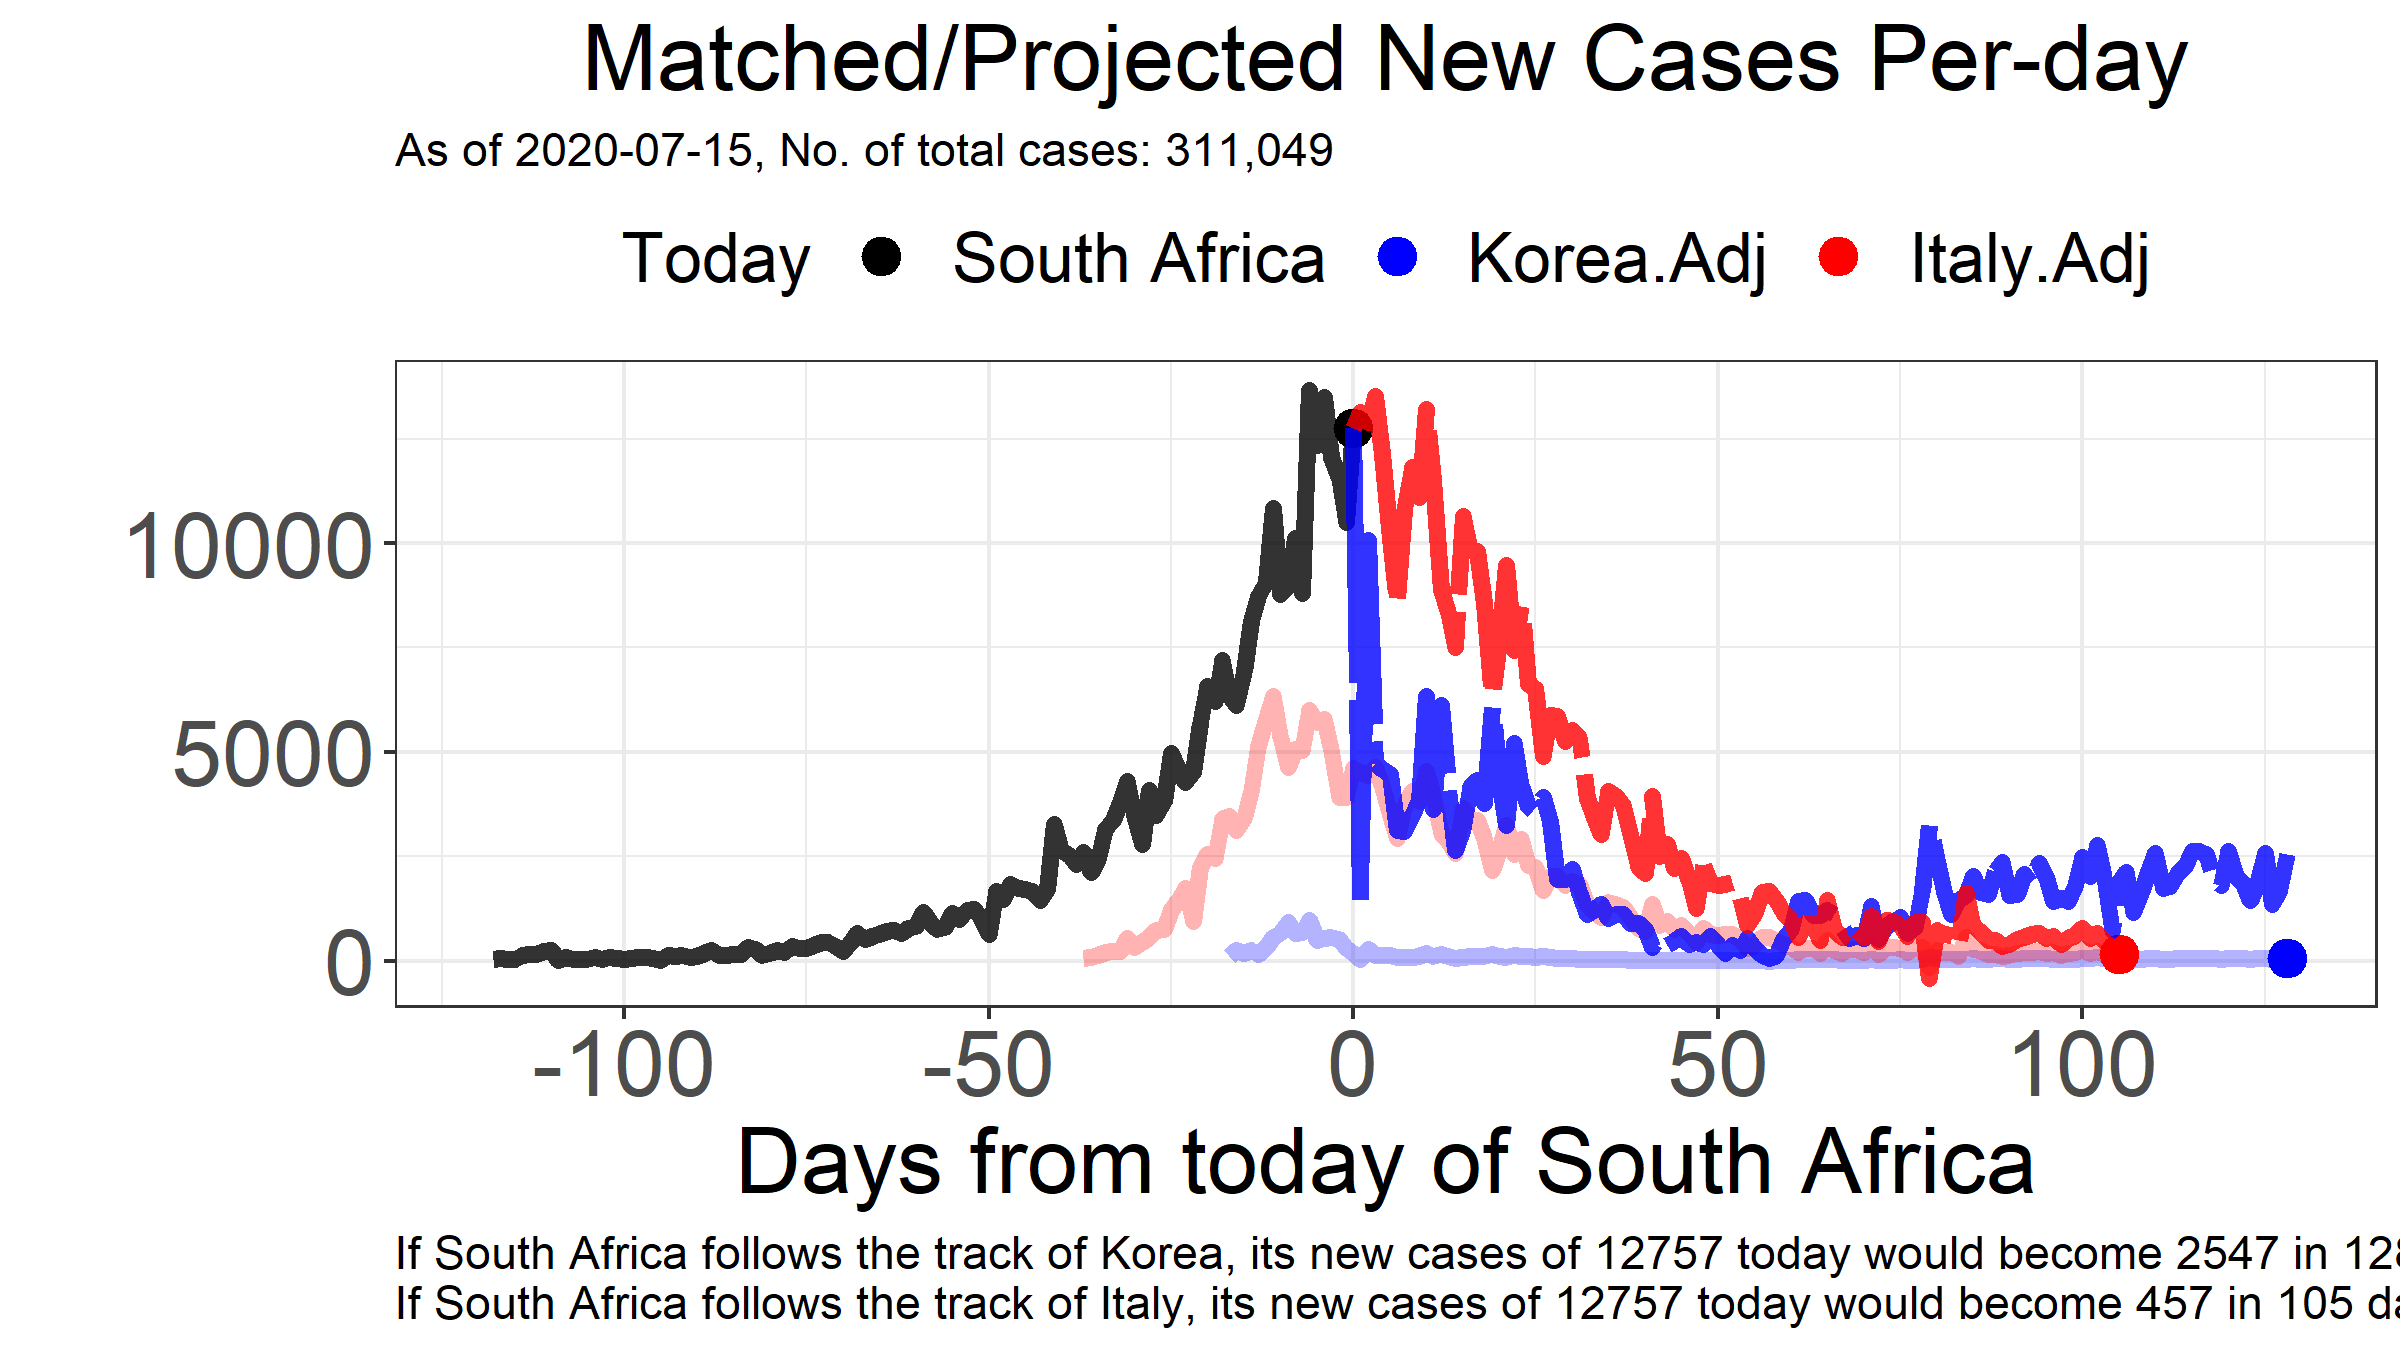 Matched/Projected New Cases Per-day
As of 2020-07-15, No. of total cases: 311,049
Today South Africa Korea.Adj Italy.Adj
10000
5000
0
-100 -50 0 50 100
Days from today of South Africa
If South Africa follows the track of Korea, its new cases of 12757 today would become 2547 in
If South Africa follows the track of Italy, its new cases of 12757 today would become 457 in 105